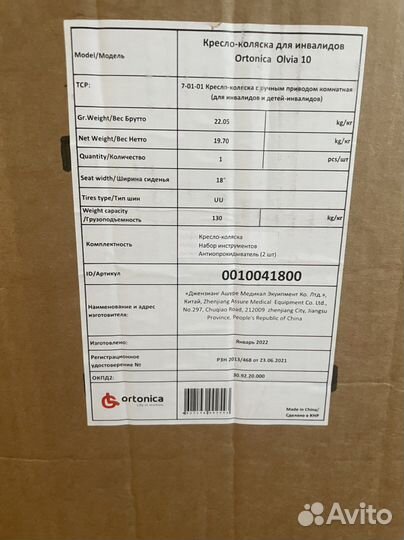 Model/Модель
Кресло-коляска для инвалидов
Ortonica Olvia 10
ТСР:
7-01-01 Кресло-коляска с ручным приводом комнатная
(для инвалидов и детей-инвалидов)
Gr.Weight/Вес Брутто 22.05 kg/кг
Net Weight/Вес Нетто 19.70 kg/кг
Quantity/Количество 1 pcs/шт
Seat width/Ширина сиденья 18"
Tires type/Тип шин UU
Weight capacity
/Грузоподъемность 130 kg/кг
Комплектность
Кресло-коляска
Набор инструментов
Антиопрокидыватель (2 шт)
ID/Артикул 0010041800
Наименование и адрес
изготовителя:
«Джензианг Ашуре Медикал Экуипмент Ко. Лтд.»,
Китай, Zhenjiang Assure Medical Equipment Co. Ltd,
No.297, Chuqiao Road, 212009 zhenjiang City, Jiangsu
Province, People's Republic of China
Изготовлено: Январь 2022
Регистрационное
удостоверение №
РЗН 2013/468 от 23.06.2021
ОКПД2: 30.92.20.000
ortonica
Made in China/
Сделано в КНР
Avito